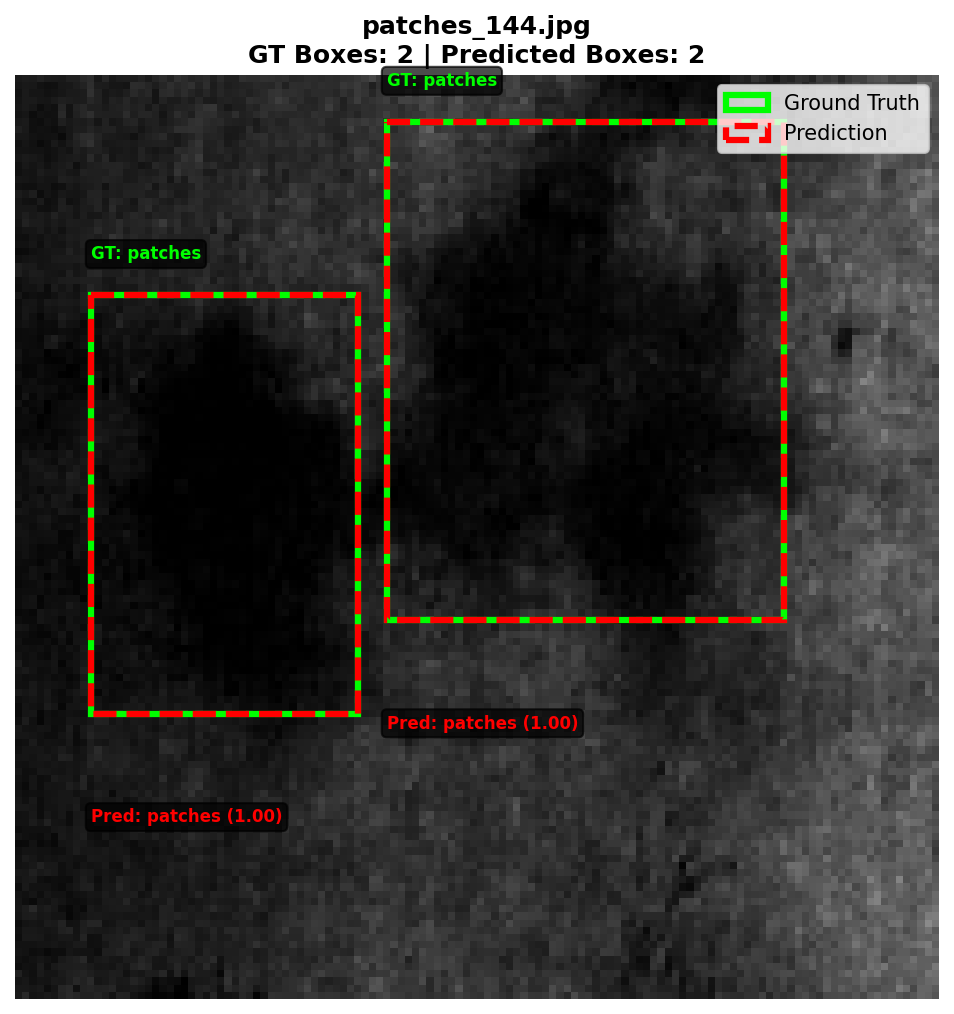 patches_144.jpg
GT Boxes: 2 | Predicted Boxes: 2
GT: patches
Ground Truth
Prediction
GT: patches
Pred: patches (1.00)
Pred: patches (1.00)